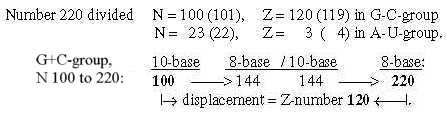 Number 220 divided N = 100 (101), Z = 120 (119) in G-C-group
N = 23 (22), Z = 3 ( 4) in A-U-group.
G+C-group, 10-base 8-base / 10-base 8-base:
N 100 to 220: 100 ——> 144 144 ——> 220
|→ displacement = Z-number 120 ←—|.